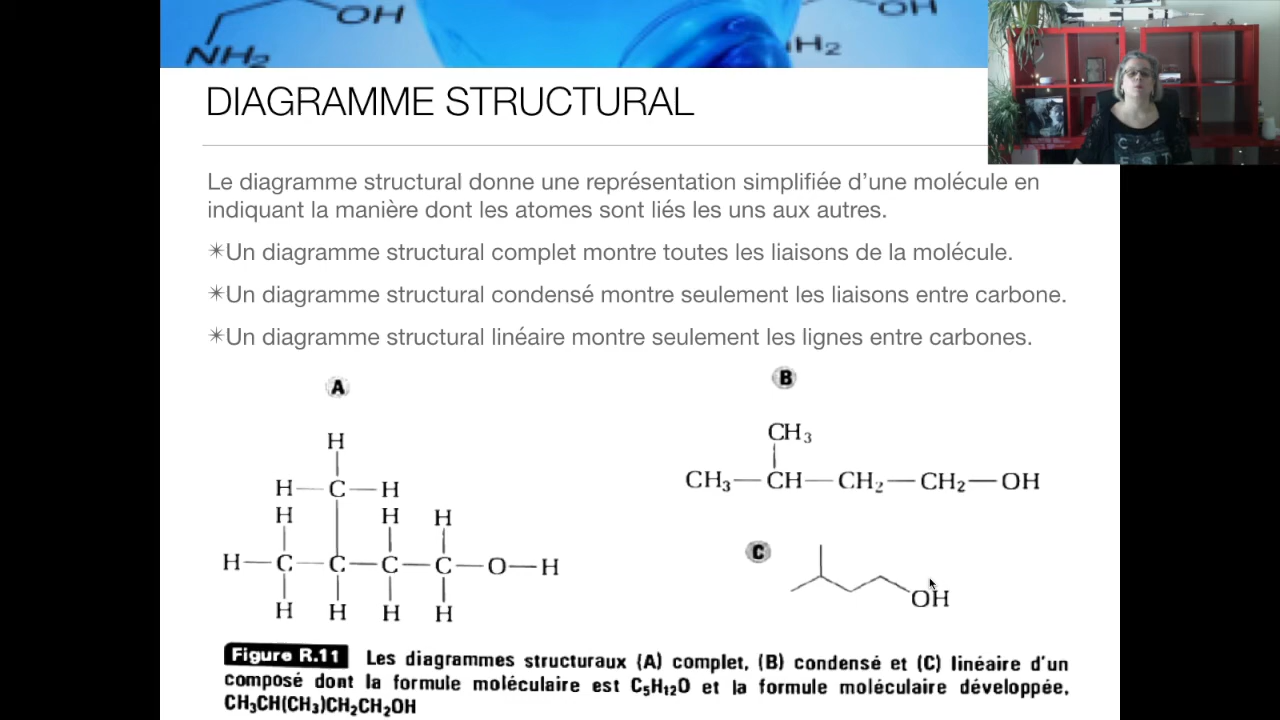 OH
NH₂
OH
H₂
DIAGRAMME STRUCTURAL
Le diagramme structural donne une représentation simplifiée d’une molécule en
indiquant la manière dont les atomes sont liés les uns aux autres.
✴Un diagramme structural complet montre toutes les liaisons de la molécule.
✴Un diagramme structural condensé montre seulement les liaisons entre carbone.
✴Un diagramme structural linéaire montre seulement les lignes entre carbones.
A
H
H—C—H
H H H
H—C—C—C—C—O—H
H H H H
B
CH₃
CH₃—CH—CH₂—CH₂—OH
C
OH
Figure R.11 Les diagrammes structuraux (A) complet, (B) condensé et (C) linéaire d'un
composé dont la formule moléculaire est C₅H₁₂O et la formule moléculaire développée,
CH₃CH(CH₃)CH₂CH₂OH